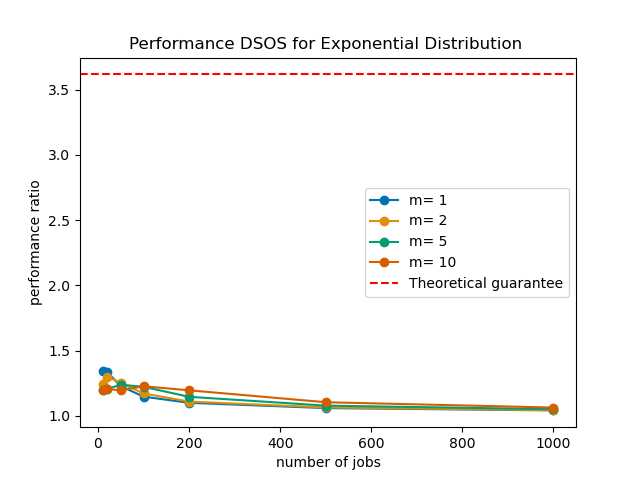 Performance DSOS for Exponential Distribution
performance ratio
3.5
3.0
2.5
2.0
1.5
1.0
m= 1
m= 2
m= 5
m= 10
Theoretical guarantee
0
200
400
600
800
1000
number of jobs